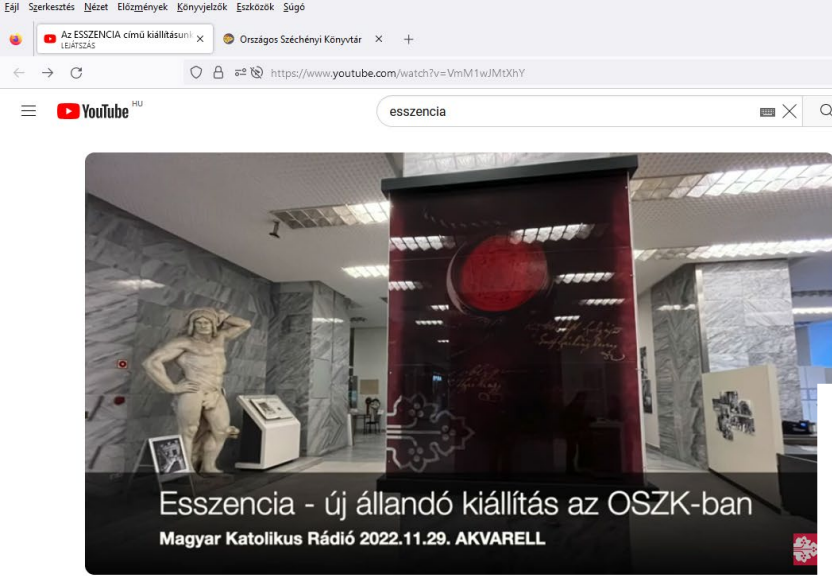 Fájl Szerkesztés Nézet Előzmények Könyvjelzők Eszközök Súgó
Az ESSZENCIA című kiállításunk
LEJÁTSZÁS
Országos Széchényi Könyvtár
https://www.youtube.com/watch?v=VmM1wJMtXhY
YouTube HU
esszencia
Esszencia - új állandó kiállítás az OSZK-ban
Magyar Katolikus Rádió 2022.11.29. AKVARELL